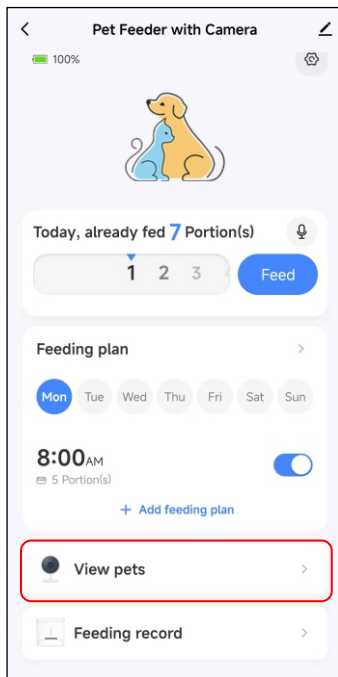 Pet Feeder with Camera
100%
Today, already fed 7 Portion(s)
1 2 3
Feed
Feeding plan
Mon Tue Wed Thu Fri Sat Sun
8:00AM
5 Portion(s)
+ Add feeding plan
View pets
Feeding record